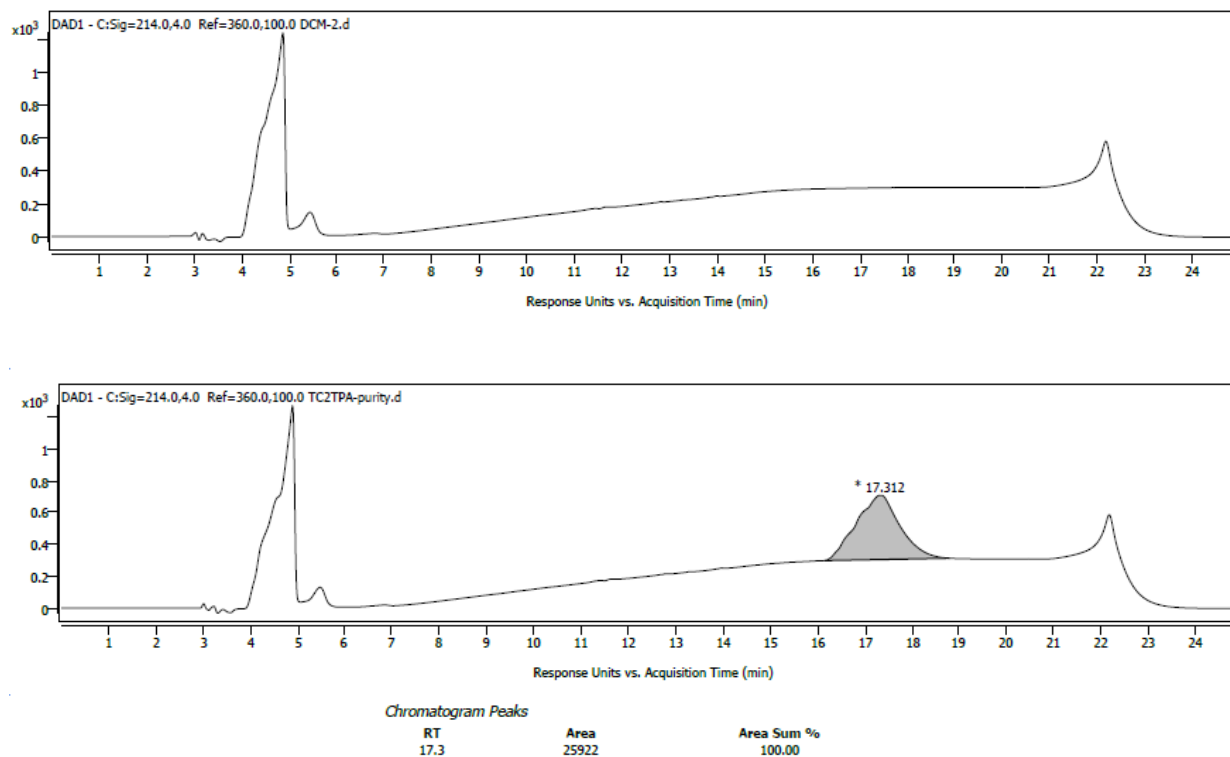 DAD1 - C:Sig=214.0,4.0 Ref=360.0,100.0 DCM-2.d
x10³
1
0.8
0.6
0.4
0.2
0
1 2 3 4 5 6 7 8 9 10 11 12 13 14 15 16 17 18 19 20 21 22 23 24
Response Units vs. Acquisition Time (min)
DAD1 - C:Sig=214.0,4.0 Ref=360.0,100.0 TC2TPA-purity.d
x10³
1
0.8
* 17.312
0.6
0.4
0.2
0
1 2 3 4 5 6 7 8 9 10 11 12 13 14 15 16 17 18 19 20 21 22 23 24
Response Units vs. Acquisition Time (min)
Chromatogram Peaks
RT Area Area Sum %
17.3 25922 100.00